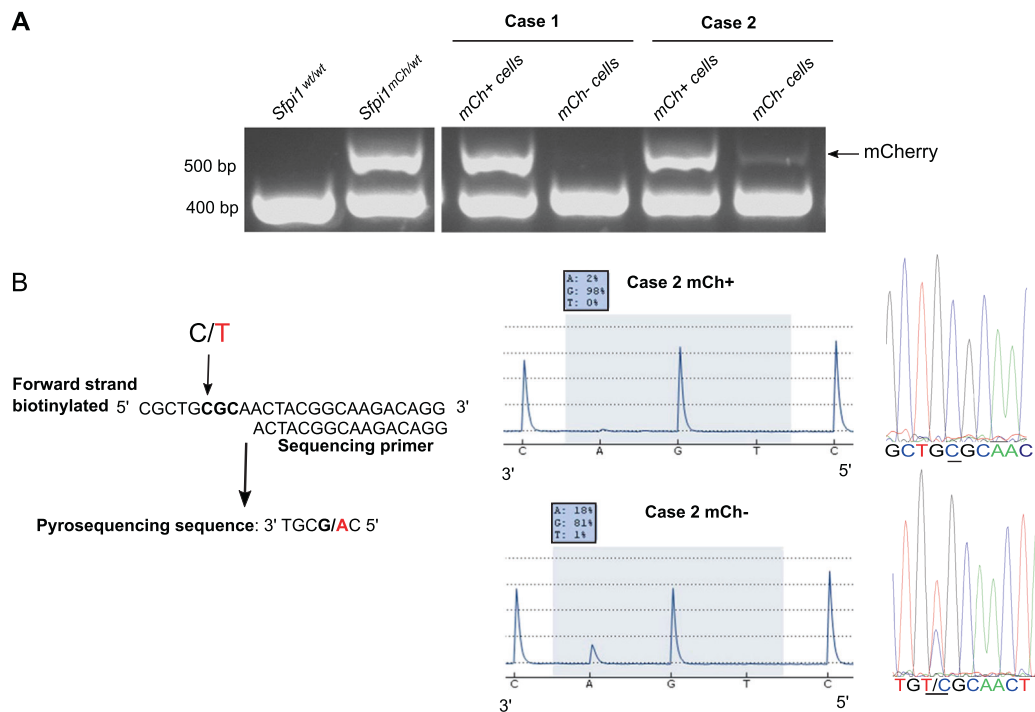 A
Case 1
Case 2
Sfpi1 wt/wt
Sfpi1 mCh/wt
mCh+ cells
mCh- cells
mCh+ cells
mCh- cells
500 bp
400 bp
mCherry
B
C/T
Forward strand
biotinylated
5' CGCTGCGCAACTACGGCAAGACAGG 3'
ACTACGGCAAGACAGG
Sequencing primer
Pyrosequencing sequence: 3' TGCG/AC 5'
A: 2%
G: 98%
T: 0%
Case 2 mCh+
C A G T C
3' 5'
GCTGCGCAAC
A: 18%
G: 81%
T: 1%
Case 2 mCh-
C A G T C
3' 5'
TGT/CGCAACT